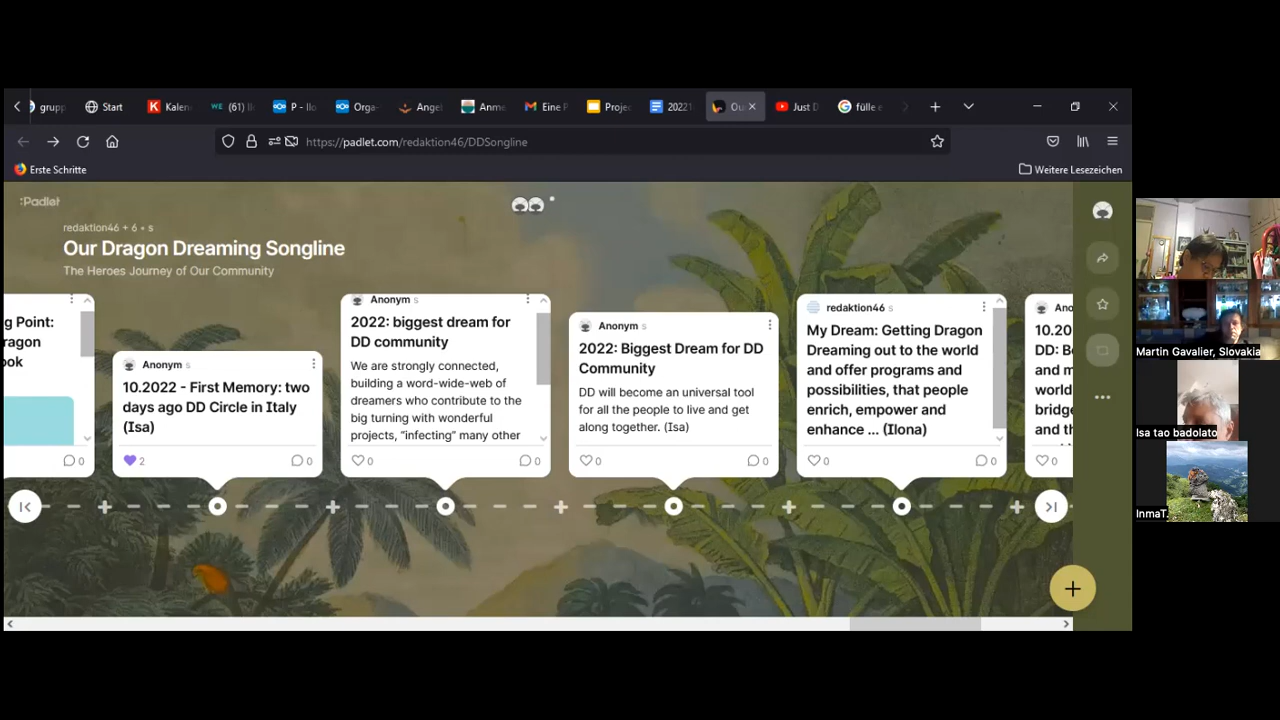 grupp
Start
Kalen
(61) I
P - Ilo
Orga-
Angel
Anme
Eine F
Projec
20221
Ou
Just D
fülle.e
https://padlet.com/redaktion46/DDSongline
Erste Schritte
Weitere Lesezeichen
:Padlet
redaktion46 + 6 • s
Our Dragon Dreaming Songline
The Heroes Journey of Our Community
g Point:
ragon
ook
0
Anonym s
10.2022 - First Memory: two
days ago DD Circle in Italy
(Isa)
2
0
Anonym s
2022: biggest dream for
DD community
We are strongly connected,
building a word-wide-web of
dreamers who contribute to the
big turning with wonderful
projects, “infecting” many other
0
0
Anonym s
2022: Biggest Dream for DD
Community
DD will become an universal tool
for all the people to live and get
along together. (Isa)
0
0
redaktion46 s
My Dream: Getting Dragon
Dreaming out to the world
and offer programs and
possibilities, that people
enrich, empower and
enhance ... (Ilona)
0
0
Ano
10.20
DD: Be
and m
world
bridge
and th
0
Martin Gavalier, Slovakia
Isa tao badolato
InmaT.